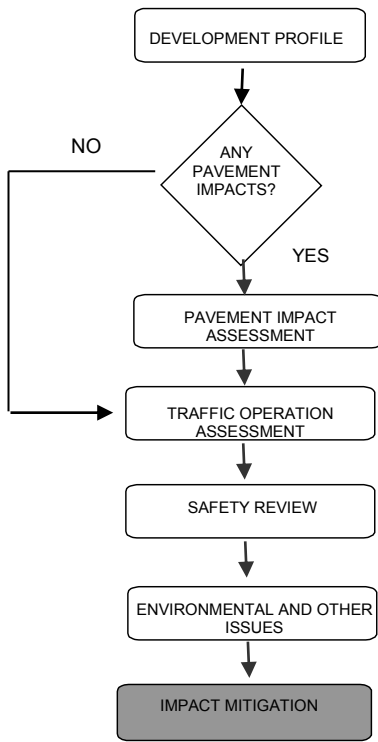 DEVELOPMENT PROFILE
NO
ANY
PAVEMENT
IMPACTS?
YES
PAVEMENT IMPACT
ASSESSMENT
TRAFFIC OPERATION
ASSESSMENT
SAFETY REVIEW
ENVIRONMENTAL AND OTHER
ISSUES
IMPACT MITIGATION